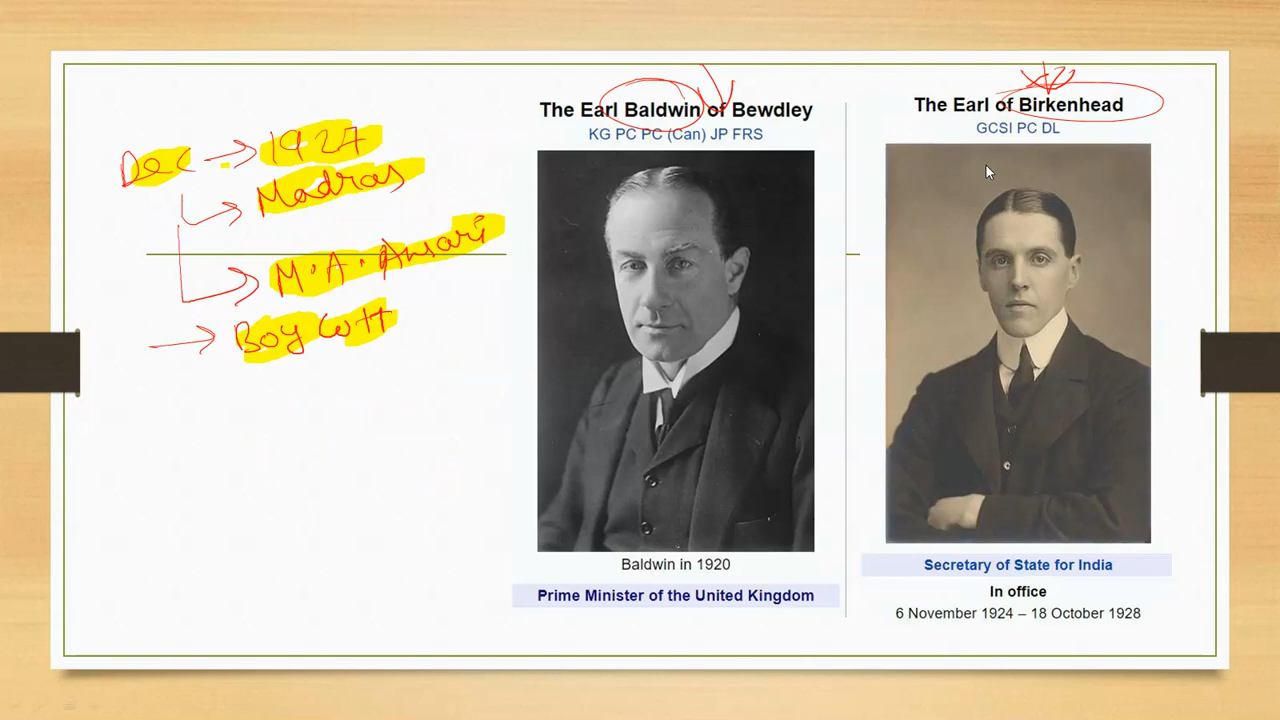 Dec → 1927
Madras
M.A. Ansari
→ Boycott
The Earl Baldwin of Bewdley
KG PC PC (Can) JP FRS
Baldwin in 1920
Prime Minister of the United Kingdom
The Earl of Birkenhead
GCSI PC DL
Secretary of State for India
In office
6 November 1924 – 18 October 1928